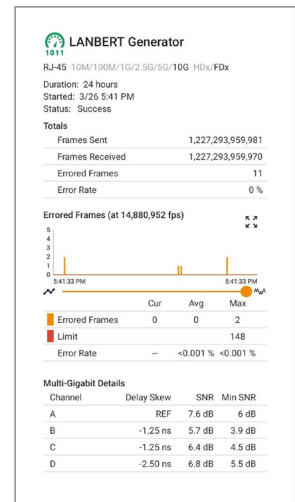 LANBERT Generator
1011
RJ-45 10M/100M/1G/2.5G/5G/10G HDx/FDx
Duration: 24 hours
Started: 3/26 5:41 PM
Status: Success
Totals
Frames Sent 1,227,293,959,981
Frames Received 1,227,293,959,970
Errored Frames 11
Error Rate 0 %
Errored Frames (at 14,880,952 fps)
5
4
3
2
1
0
5:41:33 PM 5:41:33 PM
Cur Avg Max
Errored Frames 0 0 2
Limit 148
Error Rate -- <0.001 % <0.001 %
Multi-Gigabit Details
Channel Delay Skew SNR Min SNR
A REF 7.6 dB 6 dB
B -1.25 ns 5.7 dB 3.9 dB
C -1.25 ns 6.4 dB 4.5 dB
D -2.50 ns 6.8 dB 5.5 dB